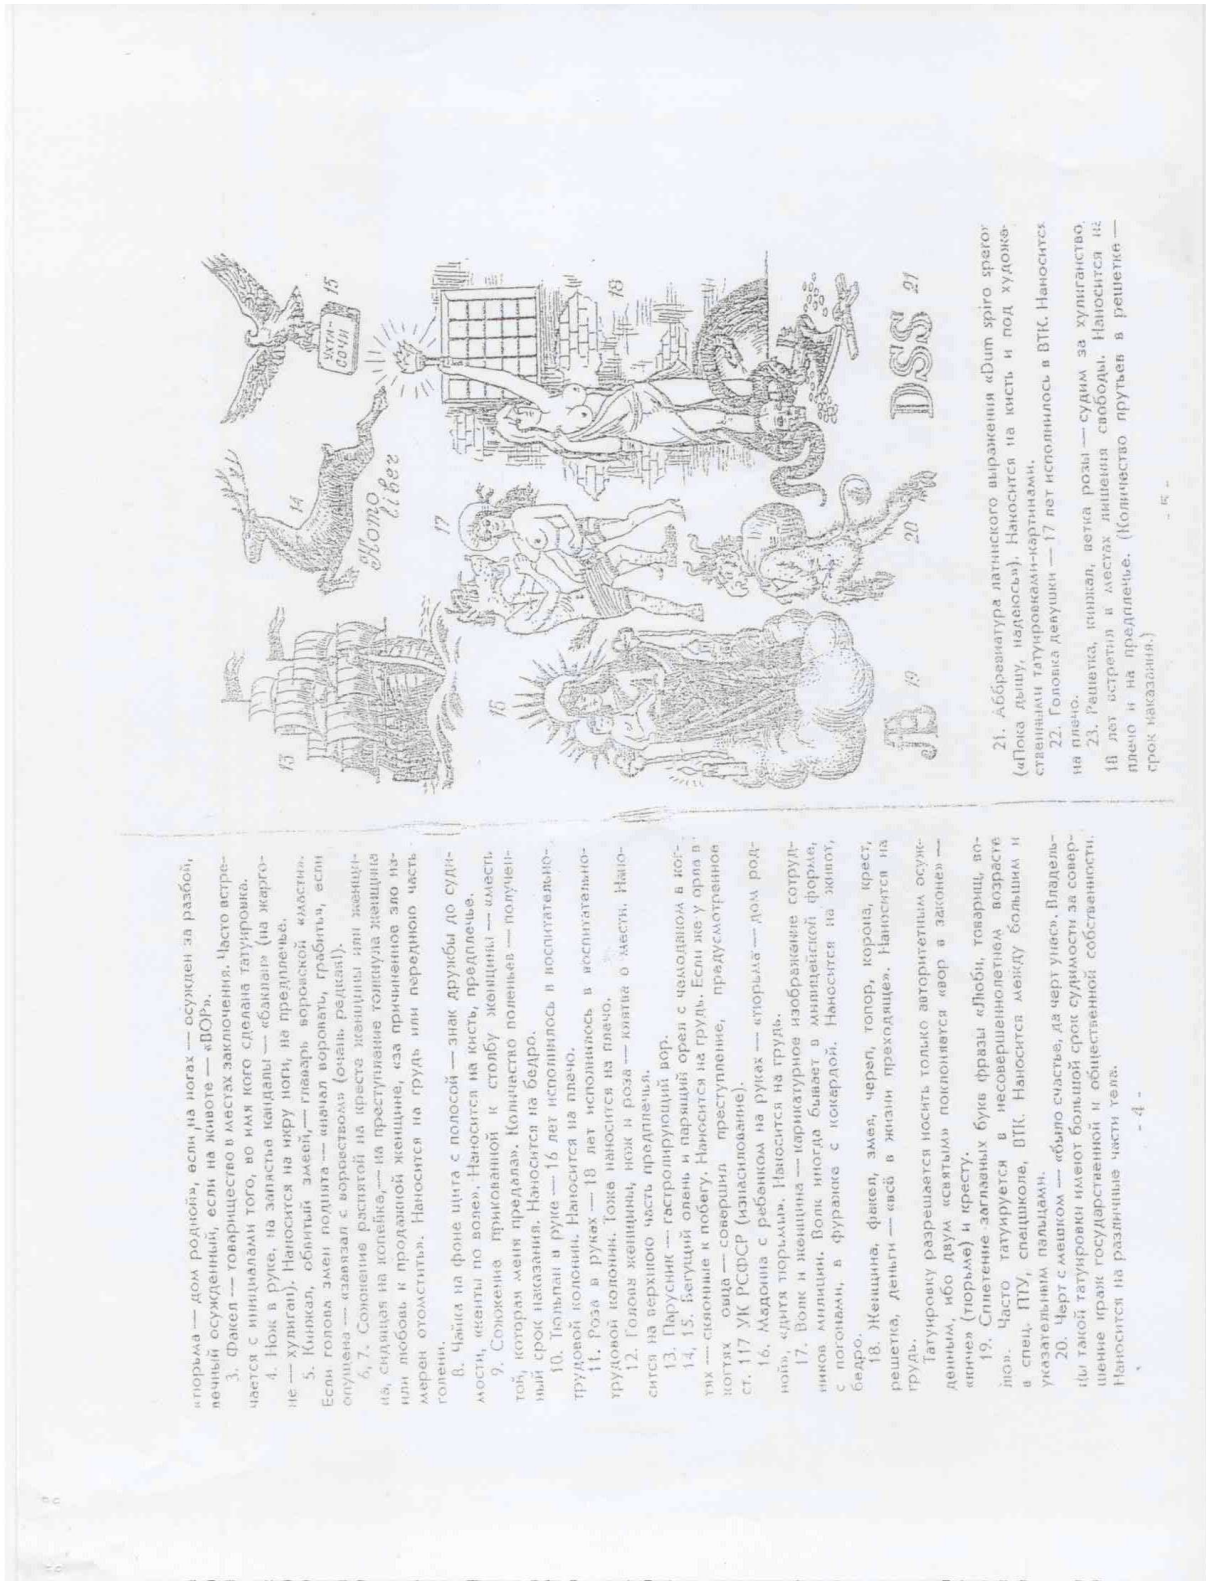 «тюрьма — дом родной», если на ногах — осужден за разбой,
вечный осужденный, если на животе — «ВОР».
3. Факел — товарищество в местах заключения. Часто встре-
чается с инициалами того, во имя кого сделана татуировка.
4. Нож в руке, на запястье кандалы — «баклан» (на жарго-
не — хулиган). Наносится на икру ноги, на предплечье.
5. Кинжал, обвитый змеей,— главарь воровской «масти».
Если голова змеи поднята — «начал воровать, грабить», если
опущена — «завязал с воровством» (очень редкая!).
6, 7. Сожжение распятой на кресте женщины или женщи-
на, сидящая на копейке,— на преступление толкнула женщина
или любовь к продажной женщине, «за причиненное зло на-
мерен отомстить». Наносится на грудь или переднюю часть
голени.
8. Чайка на фоне щита с полосой — знак дружбы до суди-
мости, «кенты по воле». Наносится на кисть, предплечье.
9. Сожжение прикованной к столбу женщины — «месть
той, которая меня предала». Количество поленьев — получен-
ный срок наказания. Наносится на бедро.
10. Тюльпан в руке — 16 лет исполнилось в воспитательно-
трудовой колонии. Наносится на плечо.
11. Роза в руках — 18 лет исполнилось в воспитательно-
трудовой колонии. Тоже наносится на плечо.
12. Голова женщины, нож и роза — клятва о мести. Нано-
сится на верхнюю часть предплечья.
13. Парусник — гастролирующий вор.
14, 15. Бегущий олень и парящий орел с чемоданом в ког-
тях — склонные к побегу. Наносится на грудь. Если же у орла в
когтях овца — совершил преступление, предусмотренное
ст. 117 УК РСФСР (изнасилование).
16. Мадонна с ребенком на руках — «тюрьма — дом род-
ной», «дитя тюрьмы». Наносится на грудь.
17. Волк и женщина — карикатурное изображение сотруд-
ников милиции. Волк иногда бывает в милицейской форме,
с погонами, в фуражке с кокардой. Наносится на живот,
бедро.
18. Женщина, факел, змея, череп, топор, корона, крест,
решетка, деньги — «всё в жизни преходяще». Наносится на
грудь.
Татуировку разрешается носить только авторитетным осуж-
денным, ибо двум «святым» поклоняется «вор в законе» —
«киче» (тюрьме) и кресту.
19. Сплетение заглавных букв фразы «Люби, товарищ, во-
лю». Часто татуируется в несовершеннолетнем возрасте
в спец. ПТУ, спецшколе, ВТК. Наносится между большим и
указательным пальцами.
20. Черт с мешком — «было счастье, да черт унес». Владель-
цы такой татуировки имеют большой срок судимости за совер-
шение краж государственной и общественной собственности.
Наносится на различные части тела.
- 4 -
13
14
Homo
liber
УХТА-
СОЧИ
15
16
17
18
19
20
DSS
21
21. Аббревиатура латинского выражения «Dum spiro spero»
(«Пока дышу, надеюсь»). Наносится на кисть и под художе-
ственными татуировками-картинами.
22. Головка девушки — 17 лет исполнилось в ВТК. Наносится
на плечо.
23. Решетка, кинжал, ветка розы — судим за хулиганство,
18 лет встретил в местах лишения свободы. Наносится на
плечо и на предплечье. (Количество прутьев в решетке —
срок наказания.)
- 5 -